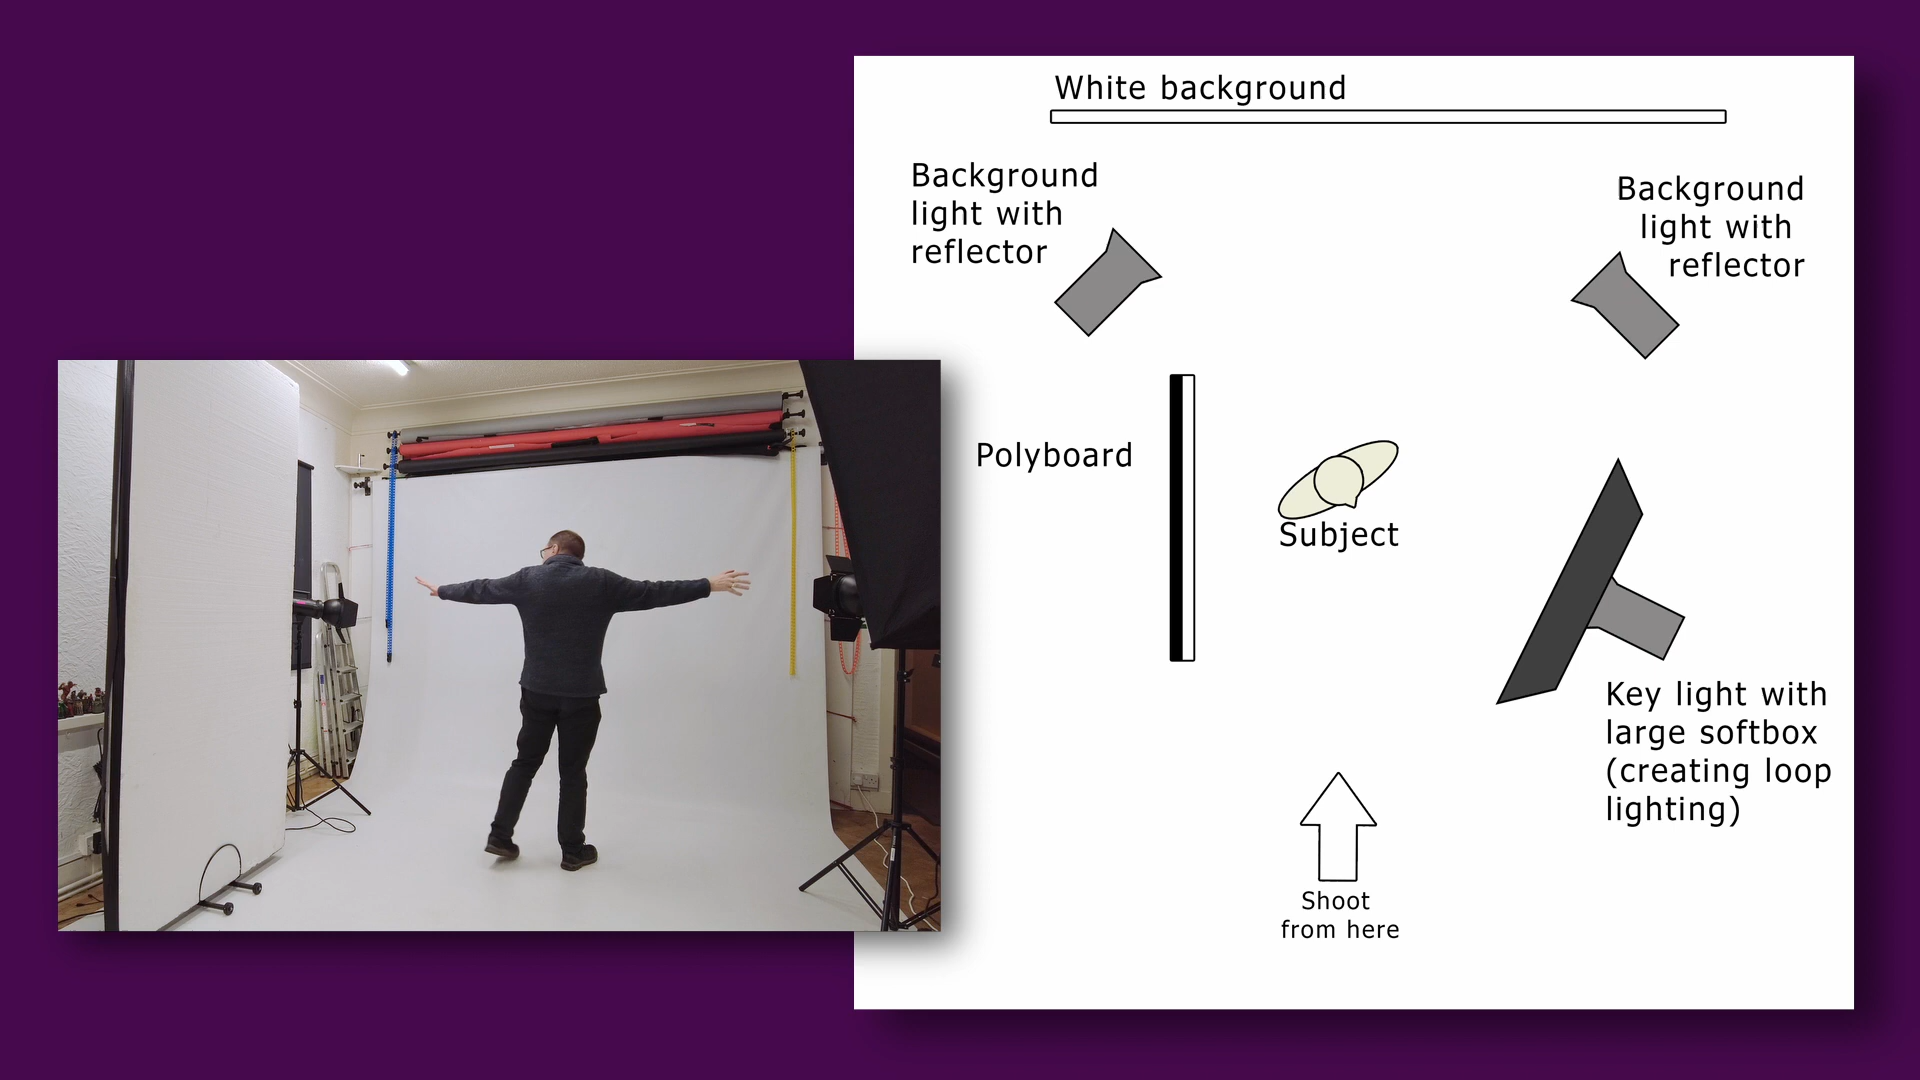 White background
Background
light with
reflector
Background
light with
reflector
Polyboard
Subject
Key light with
large softbox
(creating loop
lighting)
Shoot
from here